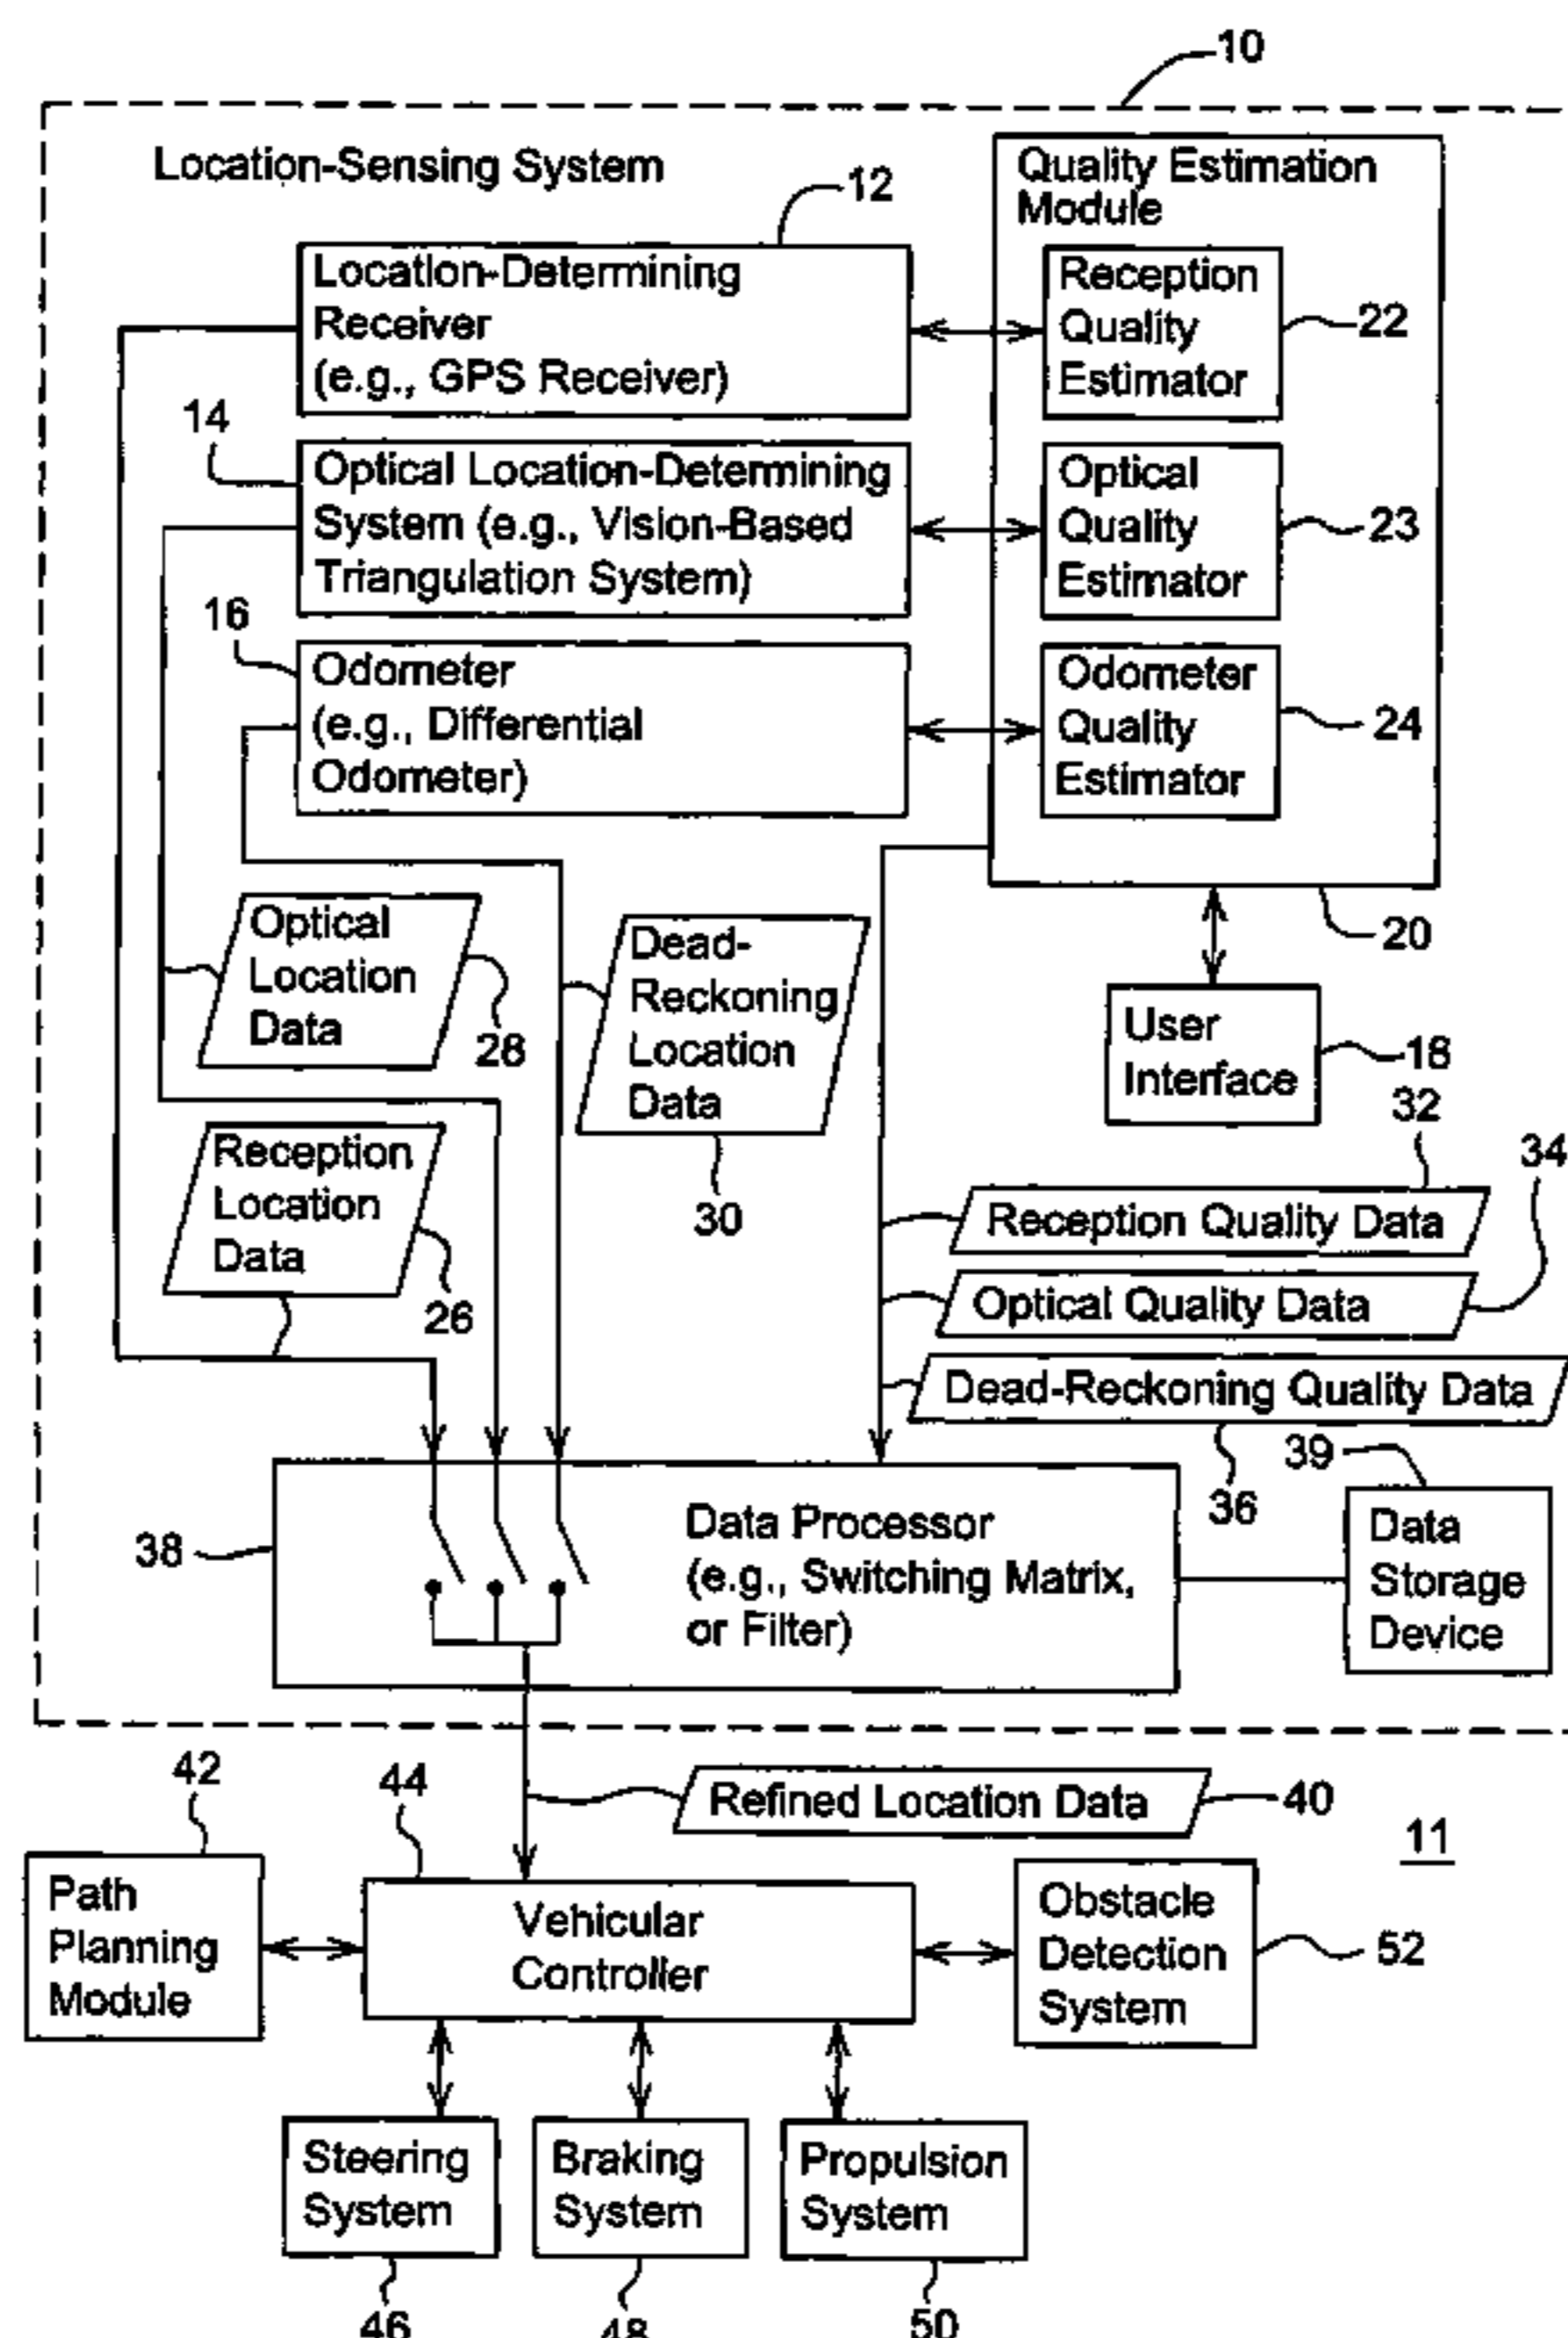 10
Location-Sensing System
12
Quality Estimation
Module
Location-Determining
Receiver
(e.g., GPS Receiver)
Reception
Quality
Estimator
22
14
Optical Location-Determining
System (e.g., Vision-Based
Triangulation System)
Optical
Quality
Estimator
23
16
Odometer
(e.g., Differential
Odometer)
Odometer
Quality
Estimator
24
20
Optical
Location
Data
28
Dead-
Reckoning
Location
Data
30
User
Interface
18
32
34
Reception
Location
Data
26
Reception Quality Data
Optical Quality Data
Dead-Reckoning Quality Data
36
39
38
Data Processor
(e.g., Switching Matrix,
or Filter)
Data
Storage
Device
42
44
Refined Location Data
40
11
Path
Planning
Module
Vehicular
Controller
Obstacle
Detection
System
52
Steering
System
Braking
System
Propulsion
System
46
48
50